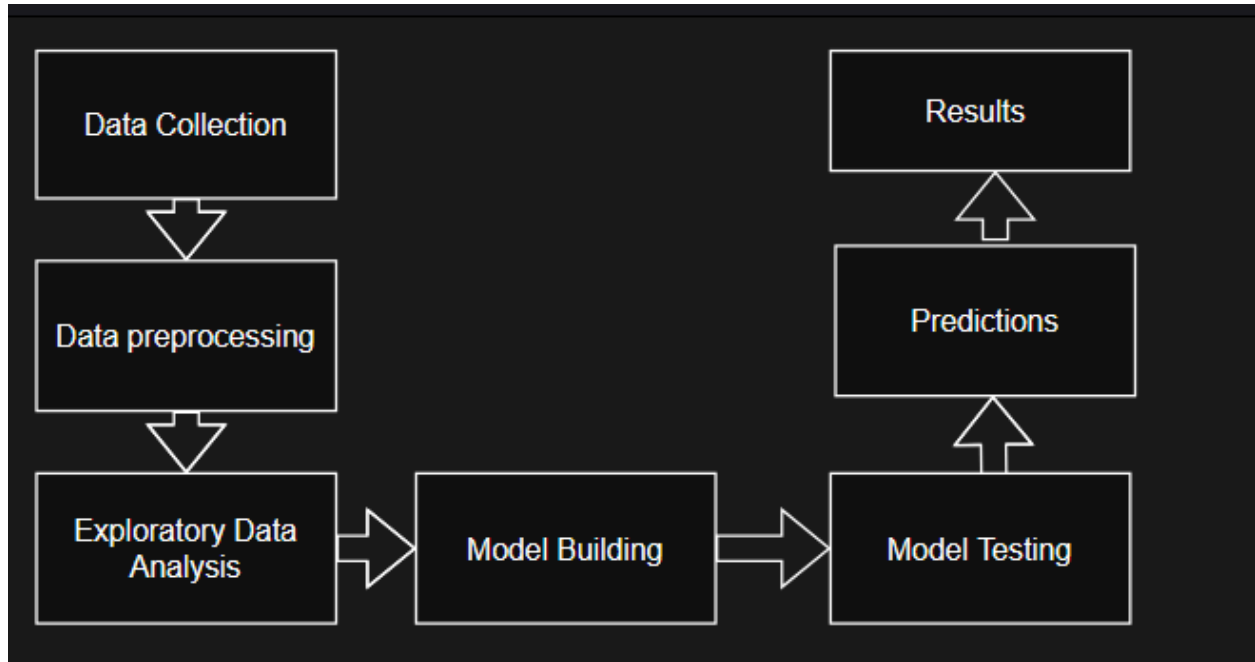 Data Collection
Data preprocessing
Exploratory Data
Analysis
Model Building
Model Testing
Predictions
Results